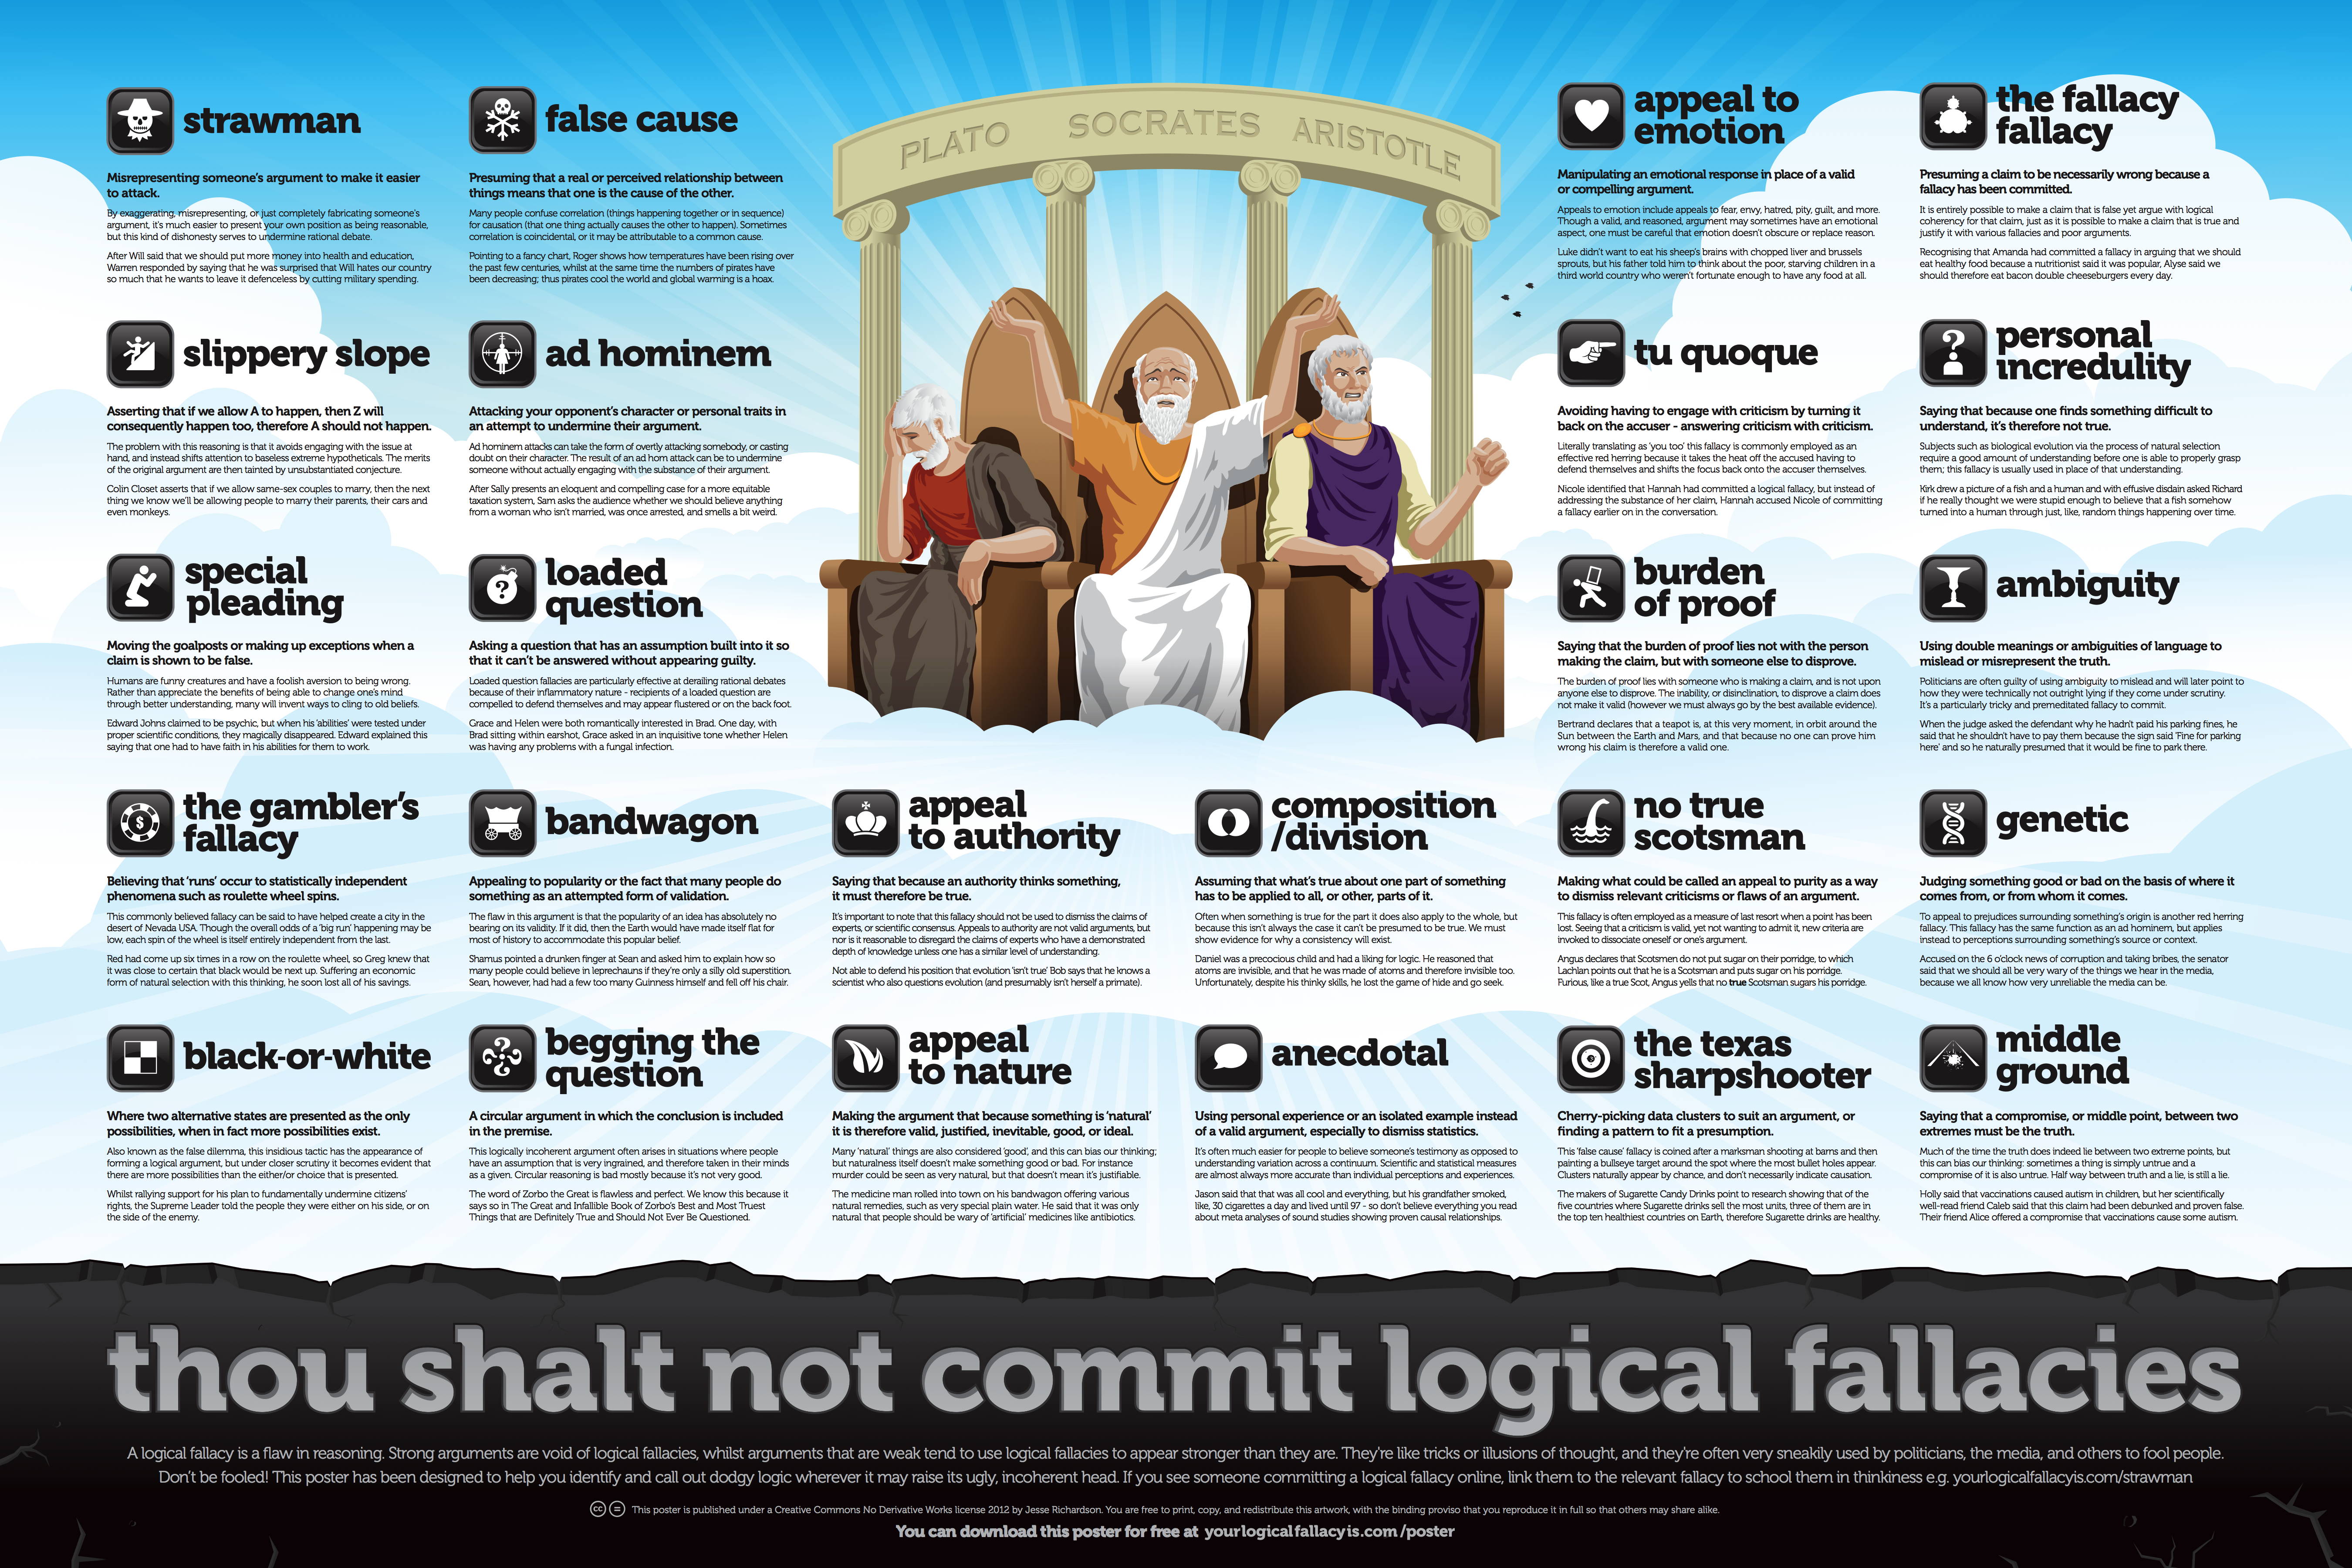 PLATO SOCRATES ARISTOTLE
strawman
Misrepresenting someone's argument to make it easier
to attack.
By exaggerating, misrepresenting, or just completely fabricating someone's
argument, it's much easier to present your own position as being reasonable,
but this kind of dishonesty serves to undermine rational debate.
After Will said that we should put more money into health and education,
Warren responded by saying that he was surprised that Will hates our country
so much that he wants to leave it defenceless by cutting military spending.
false cause
Presuming that a real or perceived relationship between
things means that one is the cause of the other.
Many people confuse correlation (things happening together or in sequence)
for causation (that one thing actually causes the other to happen). Sometimes
correlation is coincidental, or it may be attributable to a common cause.
Pointing to a fancy chart, Roger shows how temperatures have been rising over
the past few centuries, whilst at the same time the numbers of pirates have
been decreasing; thus pirates cool the world and global warming is a hoax.
appeal to
emotion
Manipulating an emotional response in place of a valid
or compelling argument.
Appeals to emotion include appeals to fear, envy, hatred, pity, guilt, and more.
Though a valid, and reasoned, argument may sometimes have an emotional
aspect, one must be careful that emotion doesn't obscure or replace reason.
Luke didn't want to eat his sheep's brains with chopped liver and brussels
sprouts, but his father told him to think about the poor, starving children in a
third world country who weren't fortunate enough to have any food at all.
the fallacy
fallacy
Presuming a claim to be necessarily wrong because a
fallacy has been committed.
It is entirely possible to make a claim that is false yet argue with logical
coherency for that claim, just as it is possible to make a claim that is true and
justify it with various fallacies and poor arguments.
Recognising that Amanda had committed a fallacy in arguing that we should
eat healthy food because a nutritionist said it was popular, Alyse said we
should therefore eat bacon double cheeseburgers every day.
slippery slope
Asserting that if we allow A to happen, then Z will
consequently happen too, therefore A should not happen.
The problem with this reasoning is that it avoids engaging with the issue at
hand, and instead shifts attention to baseless extreme hypotheticals. The merits
of the original argument are then tainted by unsubstantiated conjecture.
Colin Closet asserts that if we allow same-sex couples to marry, then the next
thing we know we'll be allowing people to marry their parents, their cars and
even monkeys.
ad hominem
Attacking your opponent's character or personal traits in
an attempt to undermine their argument.
Ad hominem attacks can take the form of overtly attacking somebody, or casting
doubt on their character. The result of an ad hom attack can be to undermine
someone without actually engaging with the substance of their argument.
After Sally presents an eloquent and compelling case for a more equitable
taxation system, Sam asks the audience whether we should believe anything
from a woman who isn't married, was once arrested, and smells a bit weird.
tu quoque
Avoiding having to engage with criticism by turning it
back on the accuser - answering criticism with criticism.
Literally translating as 'you too' this fallacy is commonly employed as an
effective red herring because it takes the heat off the accused having to
defend themselves and shifts the focus back onto the accuser themselves.
Nicole identified that Hannah had committed a logical fallacy, but instead of
addressing the substance of her claim, Hannah accused Nicole of committing
a fallacy earlier on in the conversation.
personal
incredulity
Saying that because one finds something difficult to
understand, it's therefore not true.
Subjects such as biological evolution via the process of natural selection
require a good amount of understanding before one is able to properly grasp
them; this fallacy is usually used in place of that understanding.
Kirk drew a picture of a fish and a human and with effusive disdain asked Richard
if he really thought we were stupid enough to believe that a fish somehow
turned into a human through just, like, random things happening over time.
special
pleading
Moving the goalposts or making up exceptions when a
claim is shown to be false.
Humans are funny creatures and have a foolish aversion to being wrong.
Rather than appreciate the benefits of being able to change one's mind
through better understanding, many will invent ways to cling to old beliefs.
Edward Johns claimed to be psychic, but when his 'abilities' were tested under
proper scientific conditions, they magically disappeared. Edward explained this
saying that one had to have faith in his abilities for them to work.
loaded
question
Asking a question that has an assumption built into it so
that it can't be answered without appearing guilty.
Loaded question fallacies are particularly effective at derailing rational debates
because of their inflammatory nature - recipients of a loaded question are
compelled to defend themselves and may appear flustered or on the back foot.
Grace and Helen were both romantically interested in Brad. One day, with
Brad sitting within earshot, Grace asked in an inquisitive tone whether Helen
was having any problems with a fungal infection.
burden
of proof
Saying that the burden of proof lies not with the person
making the claim, but with someone else to disprove.
The burden of proof lies with someone who is making a claim, and is not upon
anyone else to disprove. The inability, or disinclination, to disprove a claim does
not make it valid (however we must always go by the best available evidence).
Bertrand declares that a teapot is, at this very moment, in orbit around the
Sun between the Earth and Mars, and that because no one can prove him
wrong his claim is therefore a valid one.
ambiguity
Using double meanings or ambiguities of language to
mislead or misrepresent the truth.
Politicians are often guilty of using ambiguity to mislead and will later point to
how they were technically not outright lying if they come under scrutiny.
It's a particularly tricky and premeditated fallacy to commit.
When the judge asked the defendant why he hadn't paid his parking fines, he
said that he shouldn't have to pay them because the sign said 'Fine for parking
here' and so he naturally presumed that it would be fine to park there.
the gambler's
fallacy
Believing that 'runs' occur to statistically independent
phenomena such as roulette wheel spins.
This commonly believed fallacy can be said to have helped create a city in the
desert of Nevada USA. Though the overall odds of a 'big run' happening may be
low, each spin of the wheel is itself entirely independent from the last.
Red had come up six times in a row on the roulette wheel, so Greg knew that
it was close to certain that black would be next up. Suffering an economic
form of natural selection with this thinking, he soon lost all of his savings.
bandwagon
Appealing to popularity or the fact that many people do
something as an attempted form of validation.
The flaw in this argument is that the popularity of an idea has absolutely no
bearing on its validity. If it did, then the Earth would have made itself flat for
most of history to accommodate this popular belief.
Shamus pointed a drunken finger at Sean and asked him to explain how so
many people could believe in leprechauns if they're only a silly old superstition.
Sean, however, had had a few too many Guinness himself and fell off his chair.
appeal
to authority
Saying that because an authority thinks something,
it must therefore be true.
It's important to note that this fallacy should not be used to dismiss the claims of
experts, or scientific consensus. Appeals to authority are not valid arguments, but
nor is it reasonable to disregard the claims of experts who have a demonstrated
depth of knowledge unless one has a similar level of understanding.
Not able to defend his position that evolution 'isn't true' Bob says that he knows a
scientist who also questions evolution (and presumably isn't herself a primate).
composition
/division
Assuming that what's true about one part of something
has to be applied to all, or other, parts of it.
Often when something is true for the part it does also apply to the whole, but
because this isn't always the case it can't be presumed to be true. We must
show evidence for why a consistency will exist.
Daniel was a precocious child and had a liking for logic. He reasoned that
atoms are invisible, and that he was made of atoms and therefore invisible too.
Unfortunately, despite his thinky skills, he lost the game of hide and go seek.
no true
scotsman
Making what could be called an appeal to purity as a way
to dismiss relevant criticisms or flaws of an argument.
This fallacy is often employed as a measure of last resort when a point has been
lost. Seeing that a criticism is valid, yet not wanting to admit it, new criteria are
invoked to dissociate oneself or one's argument.
Angus declares that Scotsmen do not put sugar on their porridge, to which
Lachlan points out that he is a Scotsman and puts sugar on his porridge.
Furious, like a true Scot, Angus yells that no true Scotsman sugars his porridge.
genetic
Judging something good or bad on the basis of where it
comes from, or from whom it comes.
To appeal to prejudices surrounding something's origin is another red herring
fallacy. This fallacy has the same function as an ad hominem, but applies
instead to perceptions surrounding something's source or context.
Accused on the 6 o'clock news of corruption and taking bribes, the senator
said that we should all be very wary of the things we hear in the media,
because we all know how very unreliable the media can be.
black-or-white
Where two alternative states are presented as the only
possibilities, when in fact more possibilities exist.
Also known as the false dilemma, this insidious tactic has the appearance of
forming a logical argument, but under closer scrutiny it becomes evident that
there are more possibilities than the either/or choice that is presented.
Whilst rallying support for his plan to fundamentally undermine citizens'
rights, the Supreme Leader told the people they were either on his side, or on
the side of the enemy.
begging the
question
A circular argument in which the conclusion is included
in the premise.
This logically incoherent argument often arises in situations where people
have an assumption that is very ingrained, and therefore taken in their minds
as a given. Circular reasoning is bad mostly because it's not very good.
The word of Zorbo the Great is flawless and perfect. We know this because it
says so in The Great and Infallible Book of Zorbo's Best and Most Truest
Things that are Definitely True and Should Not Ever Be Questioned.
appeal
to nature
Making the argument that because something is 'natural'
it is therefore valid, justified, inevitable, good, or ideal.
Many 'natural' things are also considered 'good', and this can bias our thinking;
but naturalness itself doesn't make something good or bad. For instance
murder could be seen as very natural, but that doesn't mean it's justifiable.
The medicine man rolled into town on his bandwagon offering various
natural remedies, such as very special plain water. He said that it was only
natural that people should be wary of 'artificial' medicines like antibiotics.
anecdotal
Using personal experience or an isolated example instead
of a valid argument, especially to dismiss statistics.
It's often much easier for people to believe someone's testimony as opposed to
understanding variation across a continuum. Scientific and statistical measures
are almost always more accurate than individual perceptions and experiences.
Jason said that that was all cool and everything, but his grandfather smoked,
like, 30 cigarettes a day and lived until 97 - so don't believe everything you read
about meta analyses of sound studies showing proven causal relationships.
the texas
sharpshooter
Cherry-picking data clusters to suit an argument, or
finding a pattern to fit a presumption.
This 'false cause' fallacy is coined after a marksman shooting at barns and then
painting a bullseye target around the spot where the most bullet holes appear.
Clusters naturally appear by chance, and don't necessarily indicate causation.
The makers of Sugarette Candy Drinks point to research showing that of the
five countries where Sugarette drinks sell the most units, three of them are in
the top ten healthiest countries on Earth, therefore Sugarette drinks are healthy.
middle
ground
Saying that a compromise, or middle point, between two
extremes must be the truth.
Much of the time the truth does indeed lie between two extreme points, but
this can bias our thinking: sometimes a thing is simply untrue and a
compromise of it is also untrue. Half way between truth and a lie, is still a lie.
Holly said that vaccinations caused autism in children, but her scientifically
well-read friend Caleb said that this claim had been debunked and proven false.
Their friend Alice offered a compromise that vaccinations cause some autism.
thou shalt not commit logical fallacies
A logical fallacy is a flaw in reasoning. Strong arguments are void of logical fallacies, whilst arguments that are weak tend to use logical fallacies to appear stronger than they are. They're like tricks or illusions of thought, and they're often very sneakily used by politicians, the media, and others to fool people.
Don't be fooled! This poster has been designed to help you identify and call out dodgy logic wherever it may raise its ugly, incoherent head. If you see someone committing a logical fallacy online, link them to the relevant fallacy to school them in thinkiness e.g. yourlogicalfallacyis.com/strawman
cc = This poster is published under a Creative Commons No Derivative Works license 2012 by Jesse Richardson. You are free to print, copy, and redistribute this artwork, with the binding proviso that you reproduce it in full so that others may share alike.
You can download this poster for free at yourlogicalfallacyis.com/poster